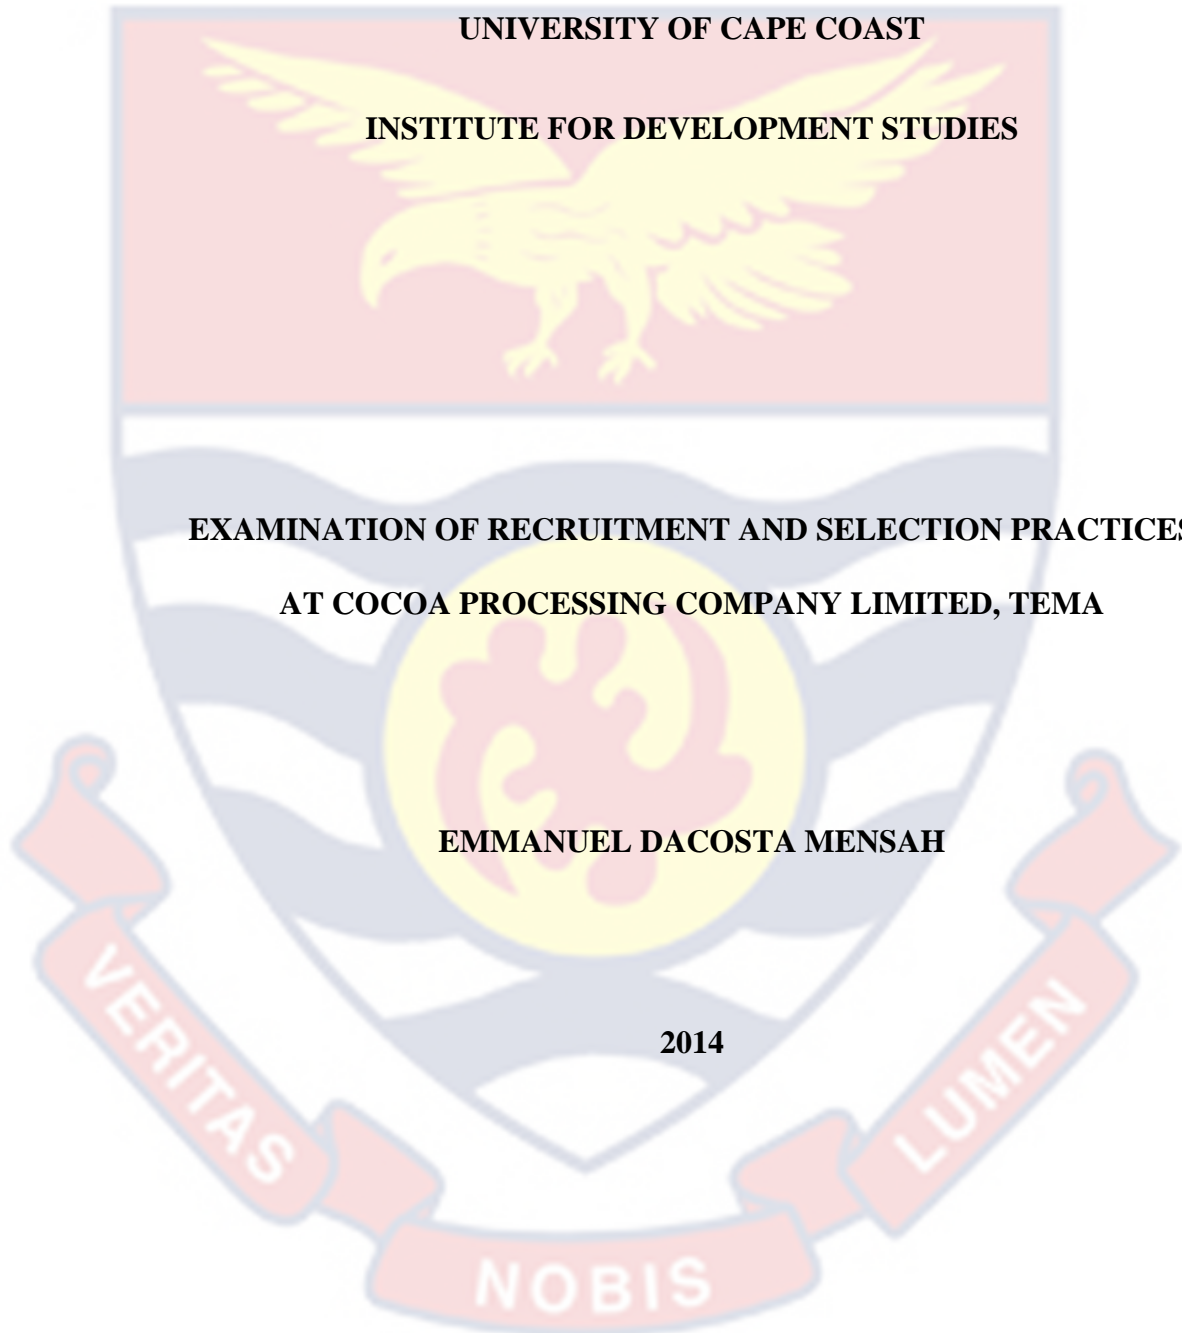 UNIVERSITY OF CAPE COAST
INSTITUTE FOR DEVELOPMENT STUDIES
EXAMINATION OF RECRUITMENT AND SELECTION PRACTICES
AT COCOA PROCESSING COMPANY LIMITED, TEMA
EMMANUEL DACOSTA MENSAH
2014
VERITAS
NOBIS
LUMEN